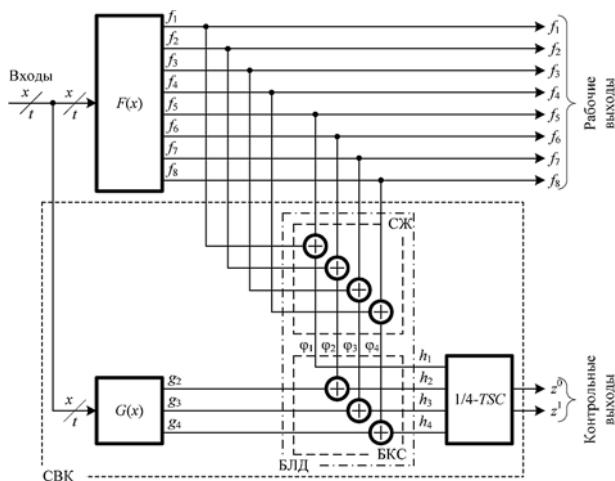 f₁
f₂
f₃
f₄
f₅
f₆
f₇
f₈
f₁
f₂
f₃
f₄
f₅
f₆
f₇
f₈
Рабочие выходы
Входы
x
t
x
t
F(x)
СЖ
φ₁ φ₂ φ₃ φ₄
x
t
G(x)
g₂
g₃
g₄
h₁
h₂
h₃
h₄
1/4-TSC
z⁰
z¹
Контрольные выходы
БКС
БЛД
СВК